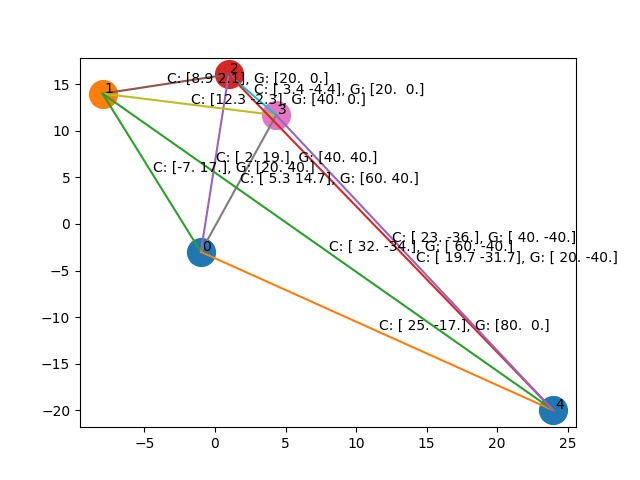 2
C: [8.9 2.1], G: [20.  0.]
1
C: [ 3.4 -4.4], G: [20.  0.]
C: [12.3 -2.3], G: [40.  0.]
3
C: [ 2. 19.], G: [40. 40.]
C: [-7. 17.], G: [20. 40.]
C: [ 5.3 14.7], G: [60. 40.]
C: [ 23. -36.], G: [ 40. -40.]
0
C: [ 32. -34.], G: [ 60. -40.]
C: [ 19.7 -31.7], G: [ 20. -40.]
C: [ 25. -17.], G: [80.  0.]
4
15
10
5
0
−5
−10
−15
−20
−5 0 5 10 15 20 25